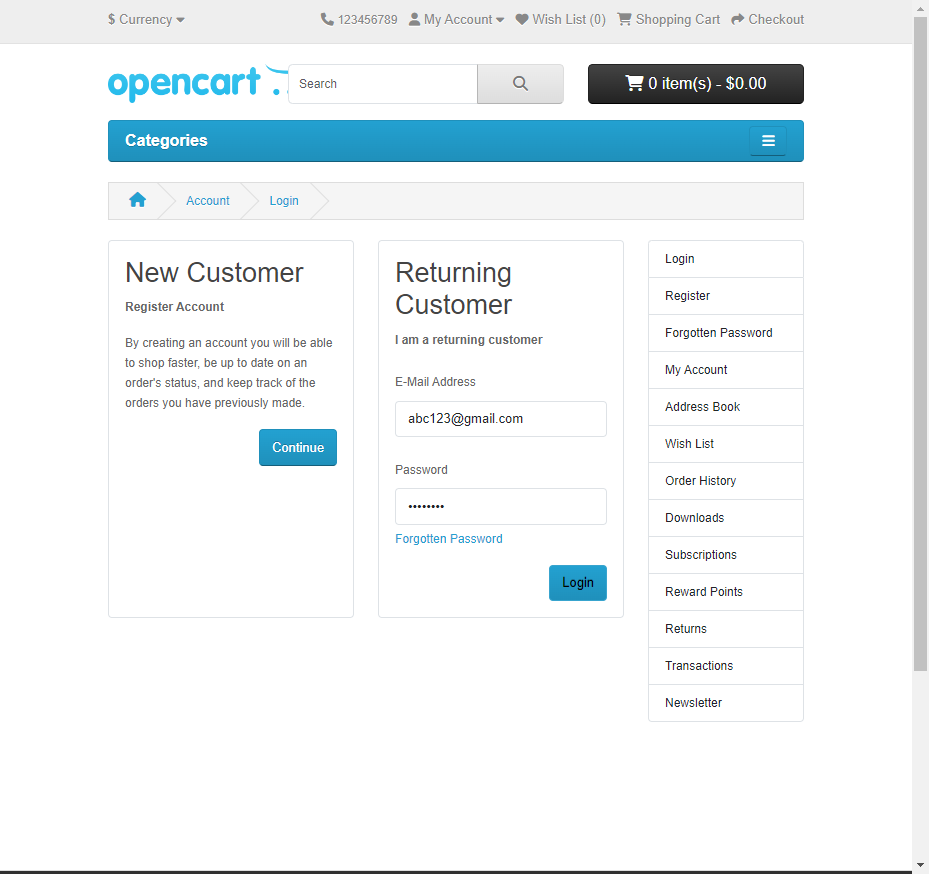 $ Currency
123456789
My Account
Wish List (0)
Shopping Cart
Checkout
opencart
Search
0 item(s) - $0.00
Categories
Account
Login
New Customer
Register Account
By creating an account you will be able
to shop faster, be up to date on an
order's status, and keep track of the
orders you have previously made.
Continue
Returning
Customer
I am a returning customer
E-Mail Address
abc123@gmail.com
Password
••••••••
Forgotten Password
Login
Login
Register
Forgotten Password
My Account
Address Book
Wish List
Order History
Downloads
Subscriptions
Reward Points
Returns
Transactions
Newsletter